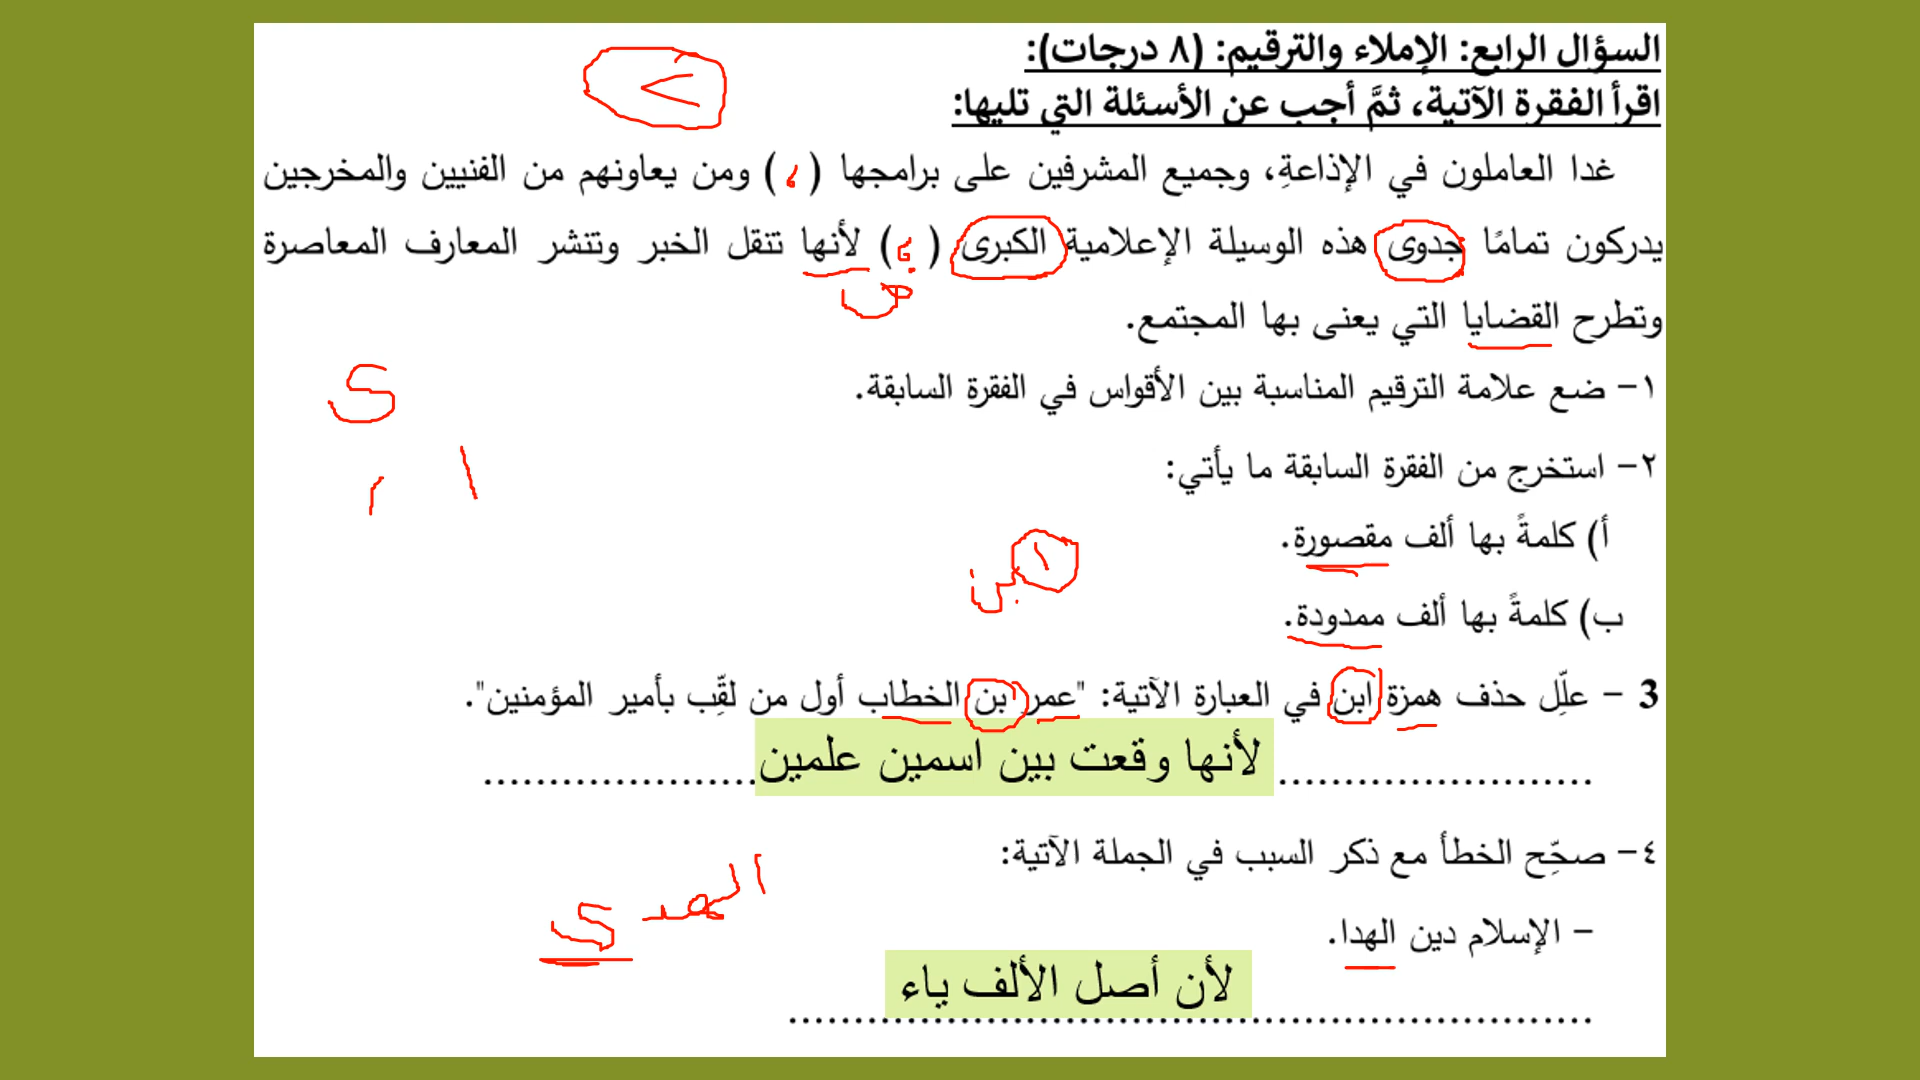 السؤال الرابع: الإملاء والترقيم: (٨ درجات):
اقرأ الفقرة الآتية، ثمَّ أجب عن الأسئلة التي تليها:
غدا العاملون في الإذاعةِ، وجميع المشرفين على برامجها (،) ومن يعاونهم من الفنيين والمخرجين
يدركون تمامًا جدوى هذه الوسيلة الإعلامية الكبرى (؛) لأنها تنقل الخبر وتنشر المعارف المعاصرة
وتطرح القضايا التي يعنى بها المجتمع.
١- ضع علامة الترقيم المناسبة بين الأقواس في الفقرة السابقة.
ى
ا
٢- استخرج من الفقرة السابقة ما يأتي:
أ) كلمةً بها ألف مقصورة.
ابن
ب) كلمةً بها ألف ممدودة.
3 - علِّل حذف همزة ابن في العبارة الآتية: "عمر بن الخطاب أول من لقِّب بأمير المؤمنين".
لأنها وقعت بين اسمين علمين
٤- صحِّح الخطأ مع ذكر السبب في الجملة الآتية:
الهدى
- الإسلام دين الهدا.
لأن أصل الألف ياء